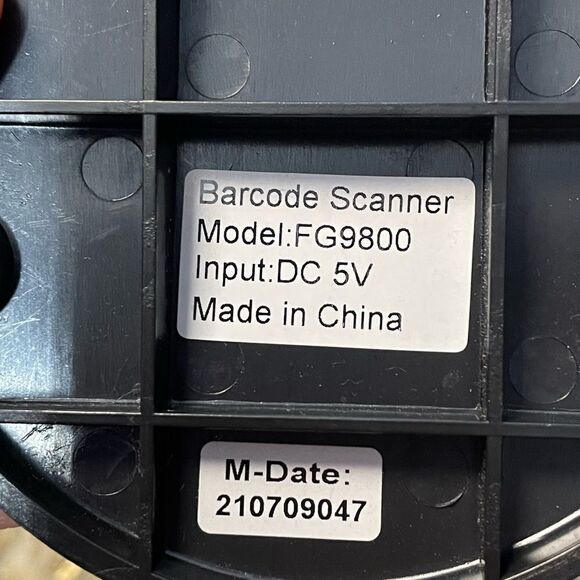 Barcode Scanner
Model:FG9800
Input:DC 5V
Made in China
M-Date:
210709047